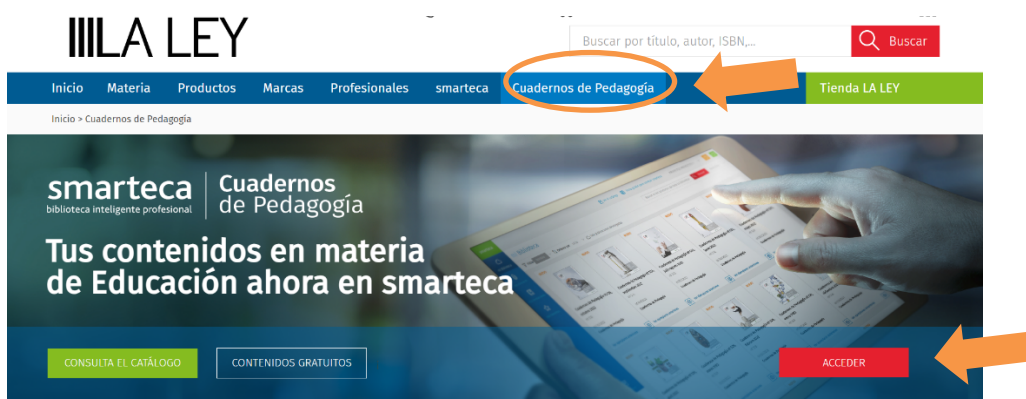 LA LEY
Buscar por título, autor, ISBN,...
Buscar
Inicio Materia Productos Marcas Profesionales smarteca Cuadernos de Pedagogía Tienda LA LEY
Inicio > Cuadernos de Pedagogía
smarteca
biblioteca inteligente profesional
Cuadernos
de Pedagogía
Tus contenidos en materia
de Educación ahora en smarteca
CONSULTA EL CATÁLOGO CONTENIDOS GRATUITOS ACCEDER